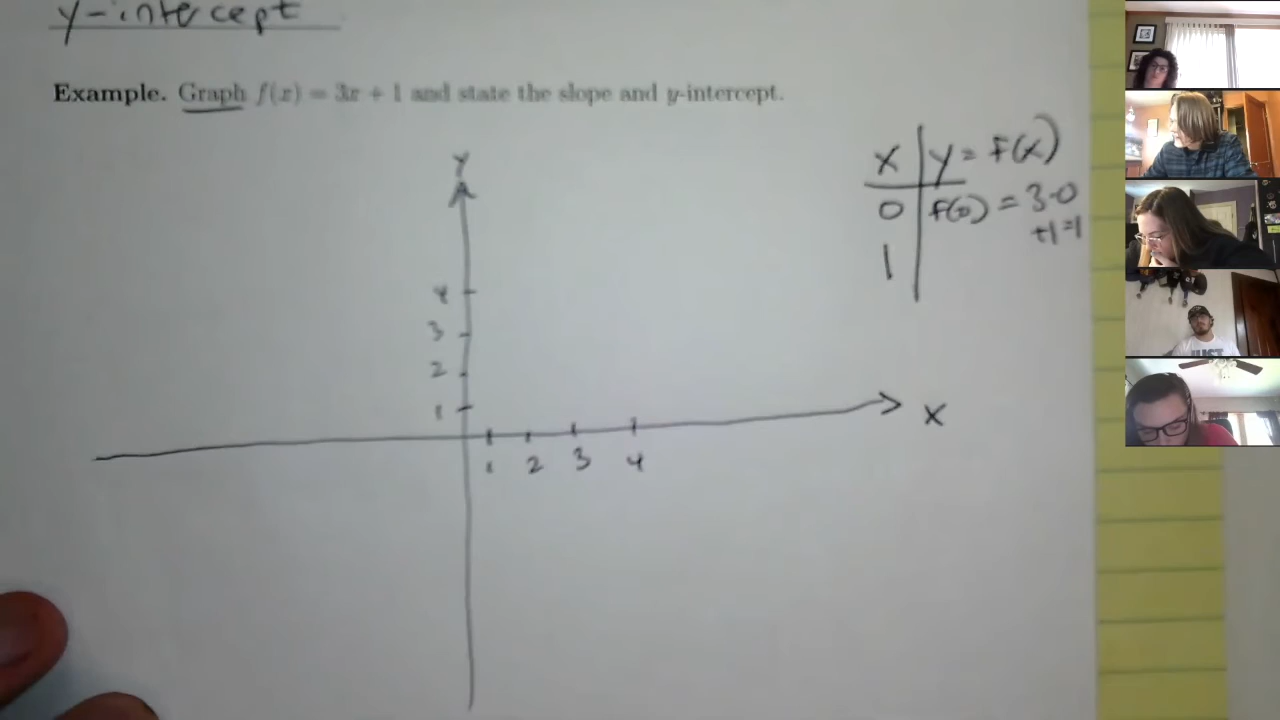 y-intercept
Example. Graph f(x) = 3x + 1 and state the slope and y-intercept.
x y = f(x)
0 f(0) = 3·0
+1=1
1
y
4
3
2
1
x
1 2 3 4
JUST